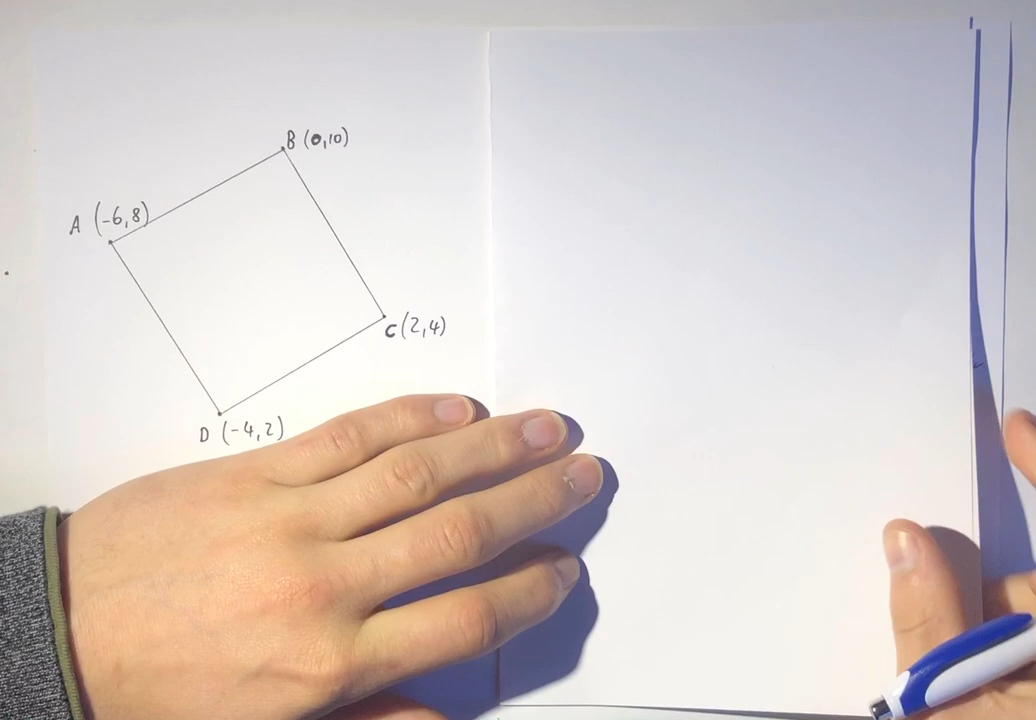 B (0,10)
A (-6,8)
C (2,4)
D (-4,2)